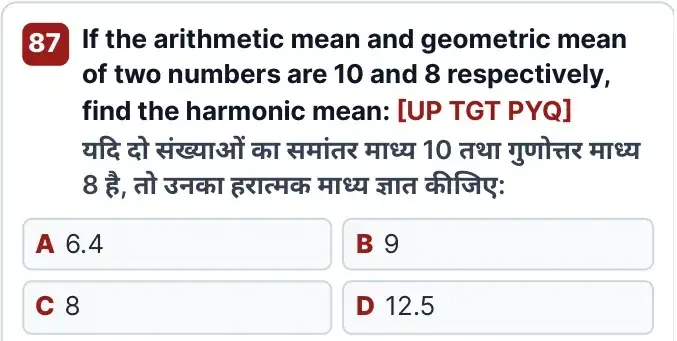 87 If the arithmetic mean and geometric mean
of two numbers are 10 and 8 respectively,
find the harmonic mean: [UP TGT PYQ]
यदि दो संख्याओं का समांतर माध्य 10 तथा गुणोत्तर माध्य
8 है, तो उनका हरात्मक माध्य ज्ञात कीजिए:
A 6.4
B 9
C 8
D 12.5